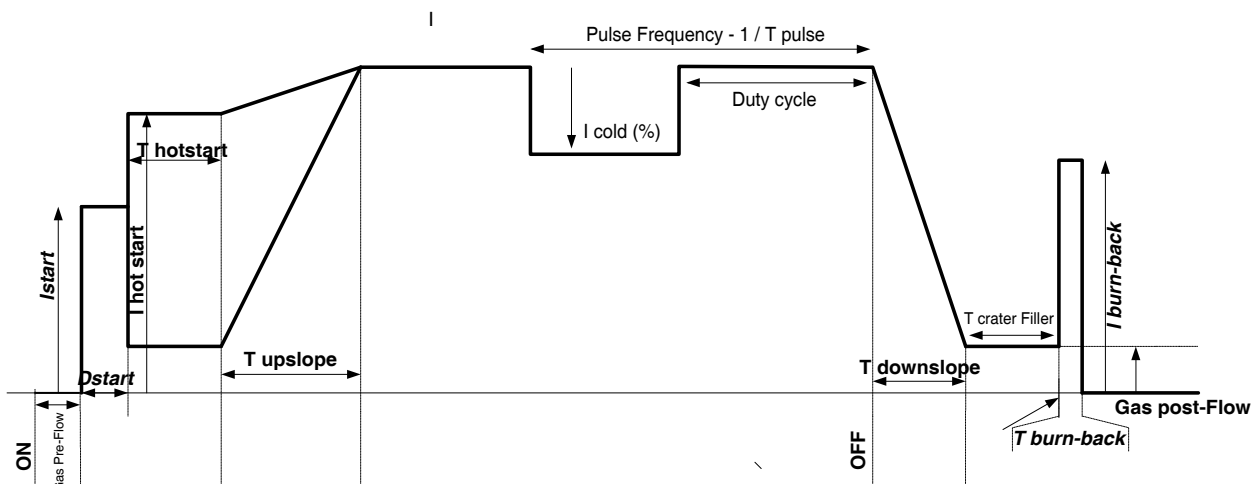 I
Pulse Frequency - 1 / T pulse
Duty cycle
I cold (%)
T hotstart
Istart
I hot start
T crater Filler
I burn-back
T upslope
T downslope
Dstart
Gas post-Flow
T burn-back
ON
Gas Pre-Flow
OFF